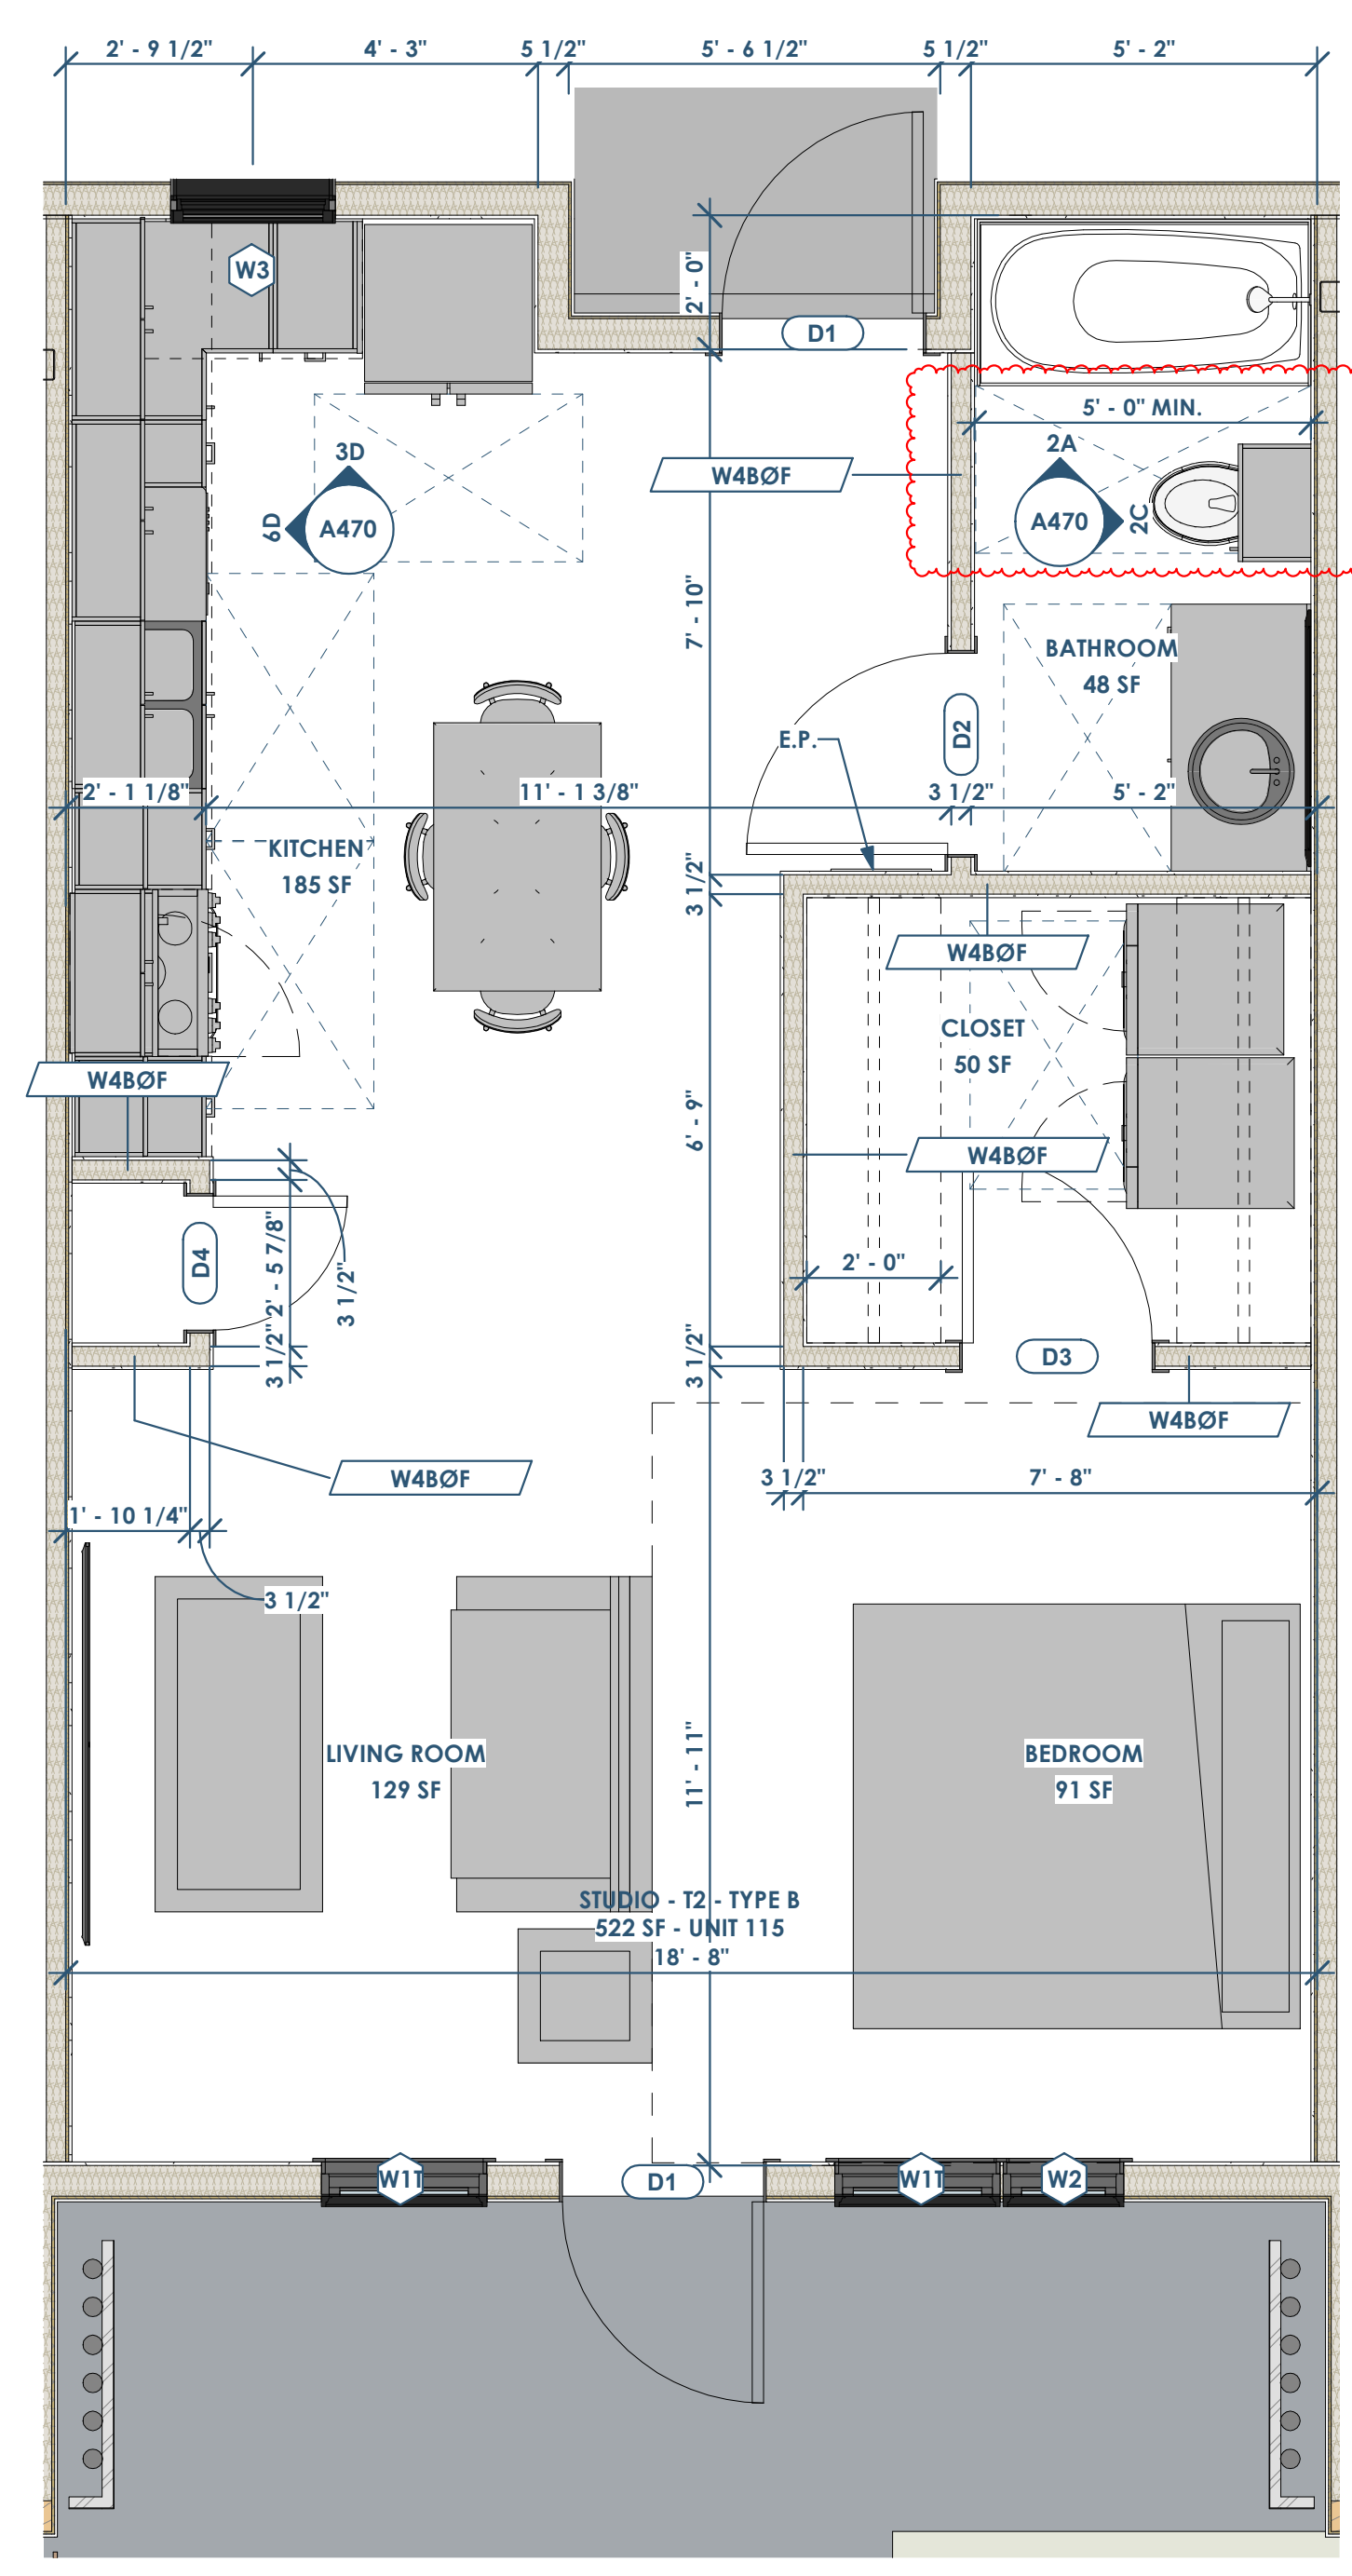 2' - 9 1/2"
4' - 3"
5 1/2"
5' - 6 1/2"
5 1/2"
5' - 2"
W3
2' - 0"
D1
5' - 0" MIN.
3D
2A
W4BØF
6D
A470
A470
2C
7' - 10"
BATHROOM
48 SF
D2
E.P.
2' - 1 1/8"
11' - 1 3/8"
3 1/2"
5' - 2"
KITCHEN
185 SF
3 1/2"
W4BØF
CLOSET
50 SF
W4BØF
6' - 9"
W4BØF
D4
2' - 5 7/8"
3 1/2"
2' - 0"
3 1/2"
3 1/2"
D3
W4BØF
W4BØF
3 1/2"
7' - 8"
1' - 10 1/4"
3 1/2"
11' - 11"
LIVING ROOM
129 SF
BEDROOM
91 SF
STUDIO - T2 - TYPE B
522 SF - UNIT 115
18' - 8"
W1T
D1
W1T
W2